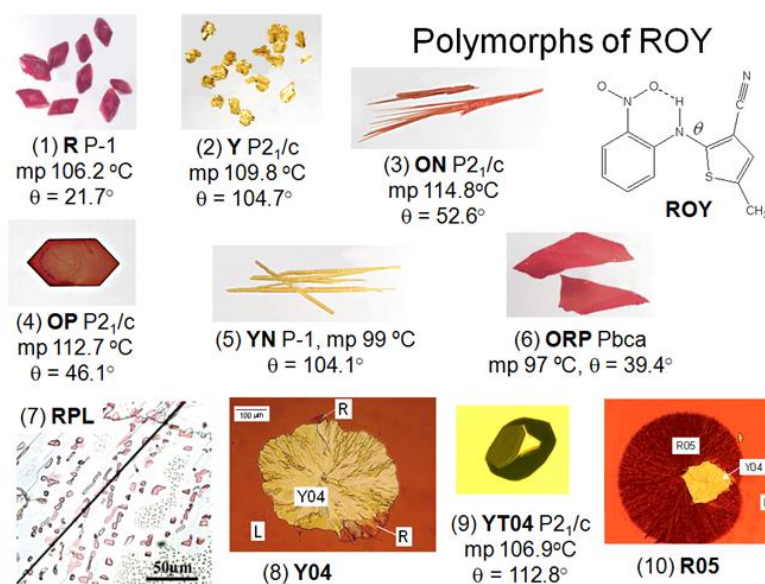 Polymorphs of ROY
(1) R P-1
mp 106.2 ºC
θ = 21.7°
(2) Y P2₁/c
mp 109.8 ºC
θ = 104.7°
(3) ON P2₁/c
mp 114.8ºC
θ = 52.6°
O
O
N
H
N
θ
N
S
CH₃
ROY
(4) OP P2₁/c
mp 112.7 ºC
θ = 46.1°
(5) YN P-1, mp 99 ºC
θ = 104.1°
(6) ORP Pbca
mp 97 ºC, θ = 39.4°
(7) RPL
50µm
100 µm
R
Y04
L
R
(8) Y04
(9) YT04 P2₁/c
mp 106.9ºC
θ = 112.8°
R05
Y04
(10) R05